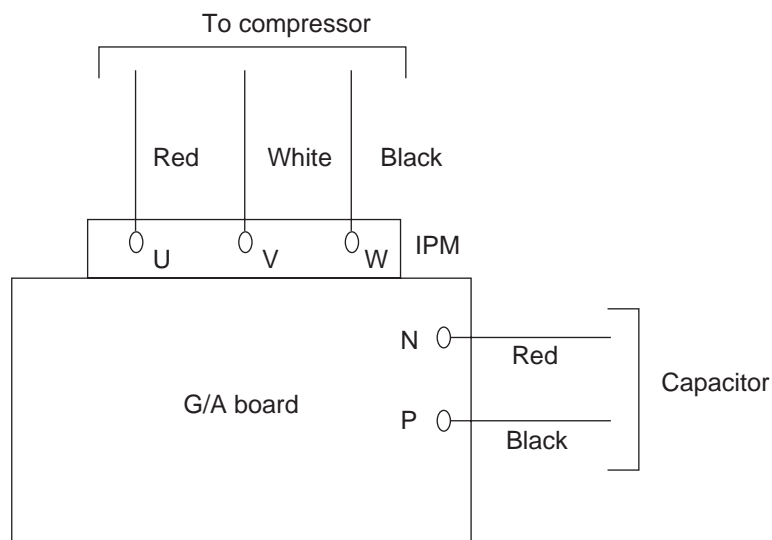 To compressor
Red White Black
U V W IPM
N
Red
G/A board
Capacitor
P
Black